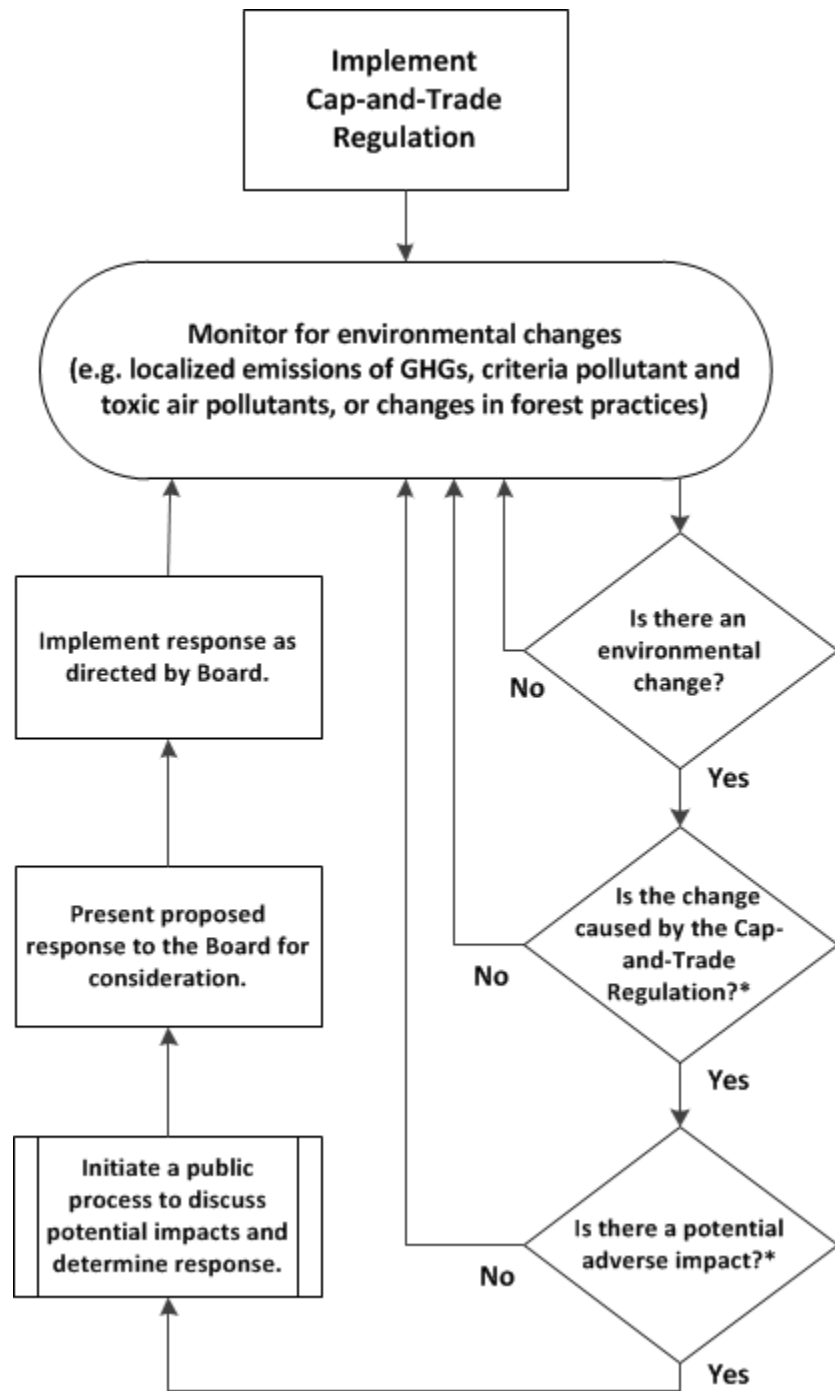 Implement
Cap-and-Trade
Regulation
Monitor for environmental changes
(e.g. localized emissions of GHGs, criteria pollutant and
toxic air pollutants, or changes in forest practices)
Is there an
environmental
change?
No
Yes
Is the change
caused by the Cap-
and-Trade
Regulation?*
No
Yes
Is there a potential
adverse impact?*
No
Yes
Initiate a public
process to discuss
potential impacts and
determine response.
Present proposed
response to the Board for
consideration.
Implement response as
directed by Board.